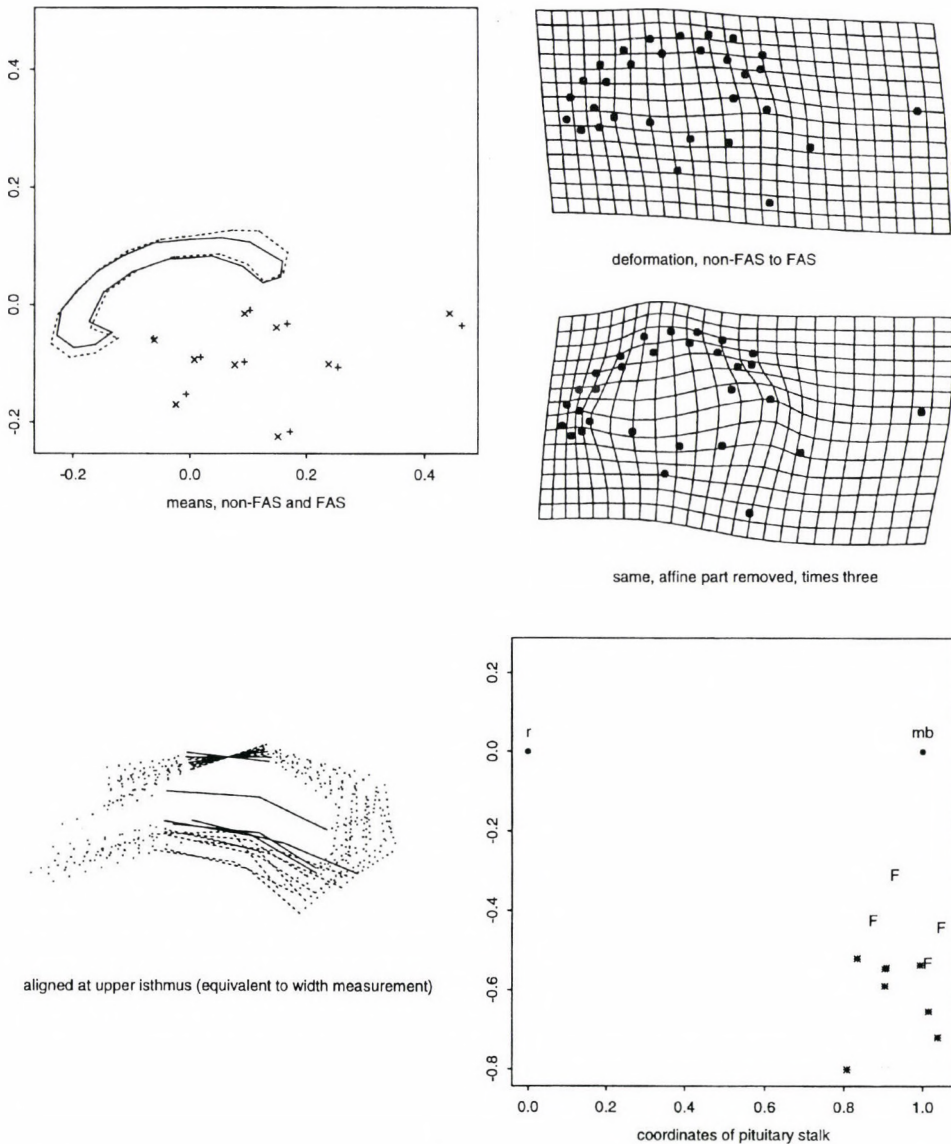 0.4
0.2
0.0
-0.2
-0.2 0.0 0.2 0.4
means, non-FAS and FAS
deformation, non-FAS to FAS
same, affine part removed, times three
aligned at upper isthmus (equivalent to width measurement)
0.2
0.0
-0.2
-0.4
-0.6
-0.8
r
mb
F
F
F
F
0.0 0.2 0.4 0.6 0.8 1.0
coordinates of pituitary stalk